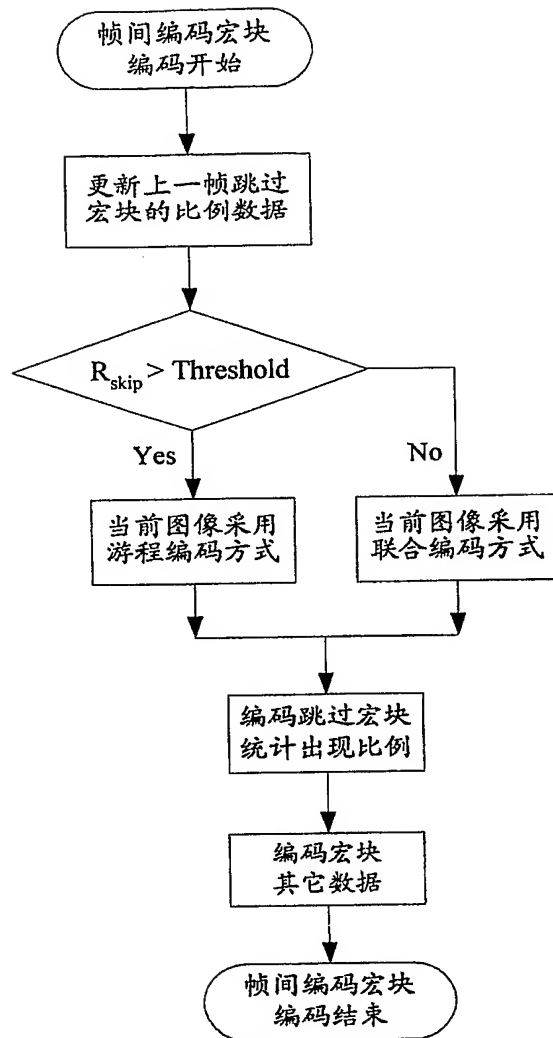 帧间编码宏块
编码开始
更新上一帧跳过
宏块的比例数据
R_skip > Threshold
Yes
No
当前图像采用
游程编码方式
当前图像采用
联合编码方式
编码跳过宏块
统计出现比例
编码宏块
其它数据
帧间编码宏块
编码结束